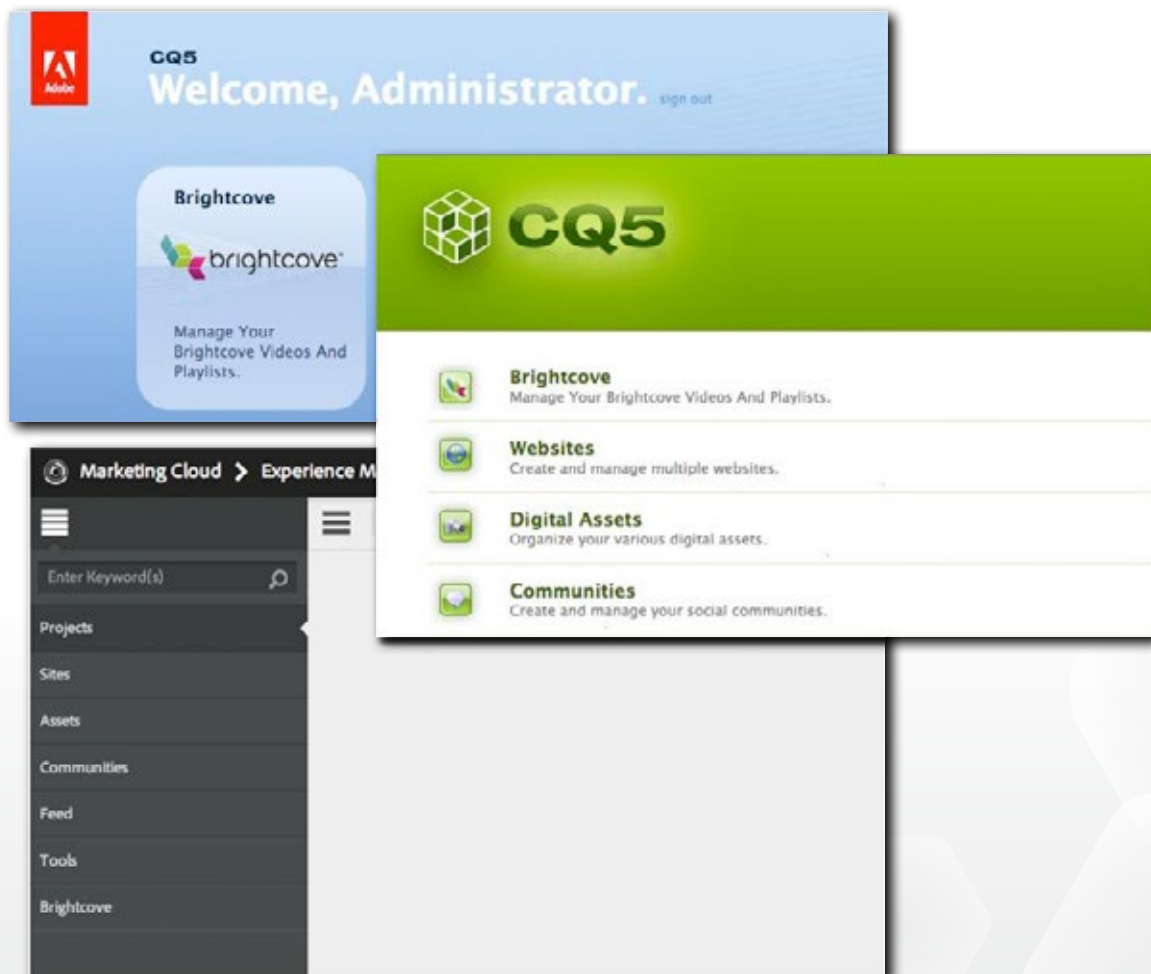 Adobe
CQ5
Welcome, Administrator. sign out
Brightcove
brightcove
Manage Your
Brightcove Videos And
Playlists.
CQ5
Brightcove
Manage Your Brightcove Videos And Playlists.
Websites
Create and manage multiple websites.
Digital Assets
Organize your various digital assets.
Communities
Create and manage your social communities.
Marketing Cloud > Experience M
Enter Keyword(s)
Projects
Sites
Assets
Communities
Feed
Tools
Brightcove